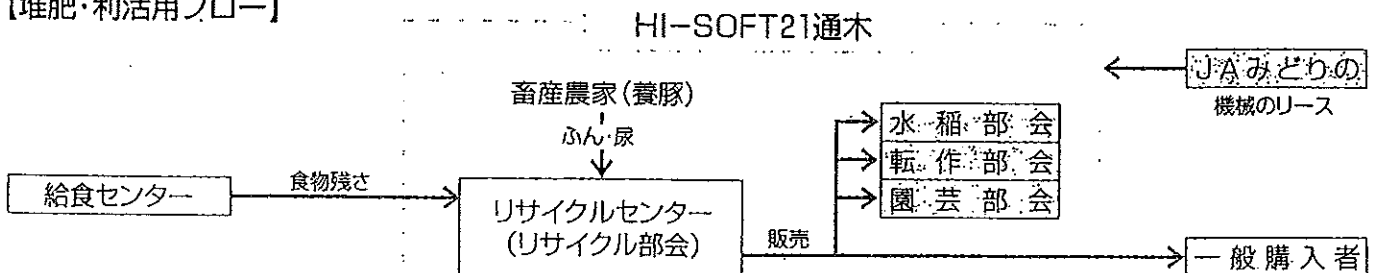 【堆肥・利活用フロー】
HI-SOFT21通木
JAみどりの
機械のリース
畜産農家(養豚)
ふん・尿
水稲部会
転作部会
園芸部会
給食センター
食物残さ
リサイクルセンター
(リサイクル部会)
販売
一般購入者